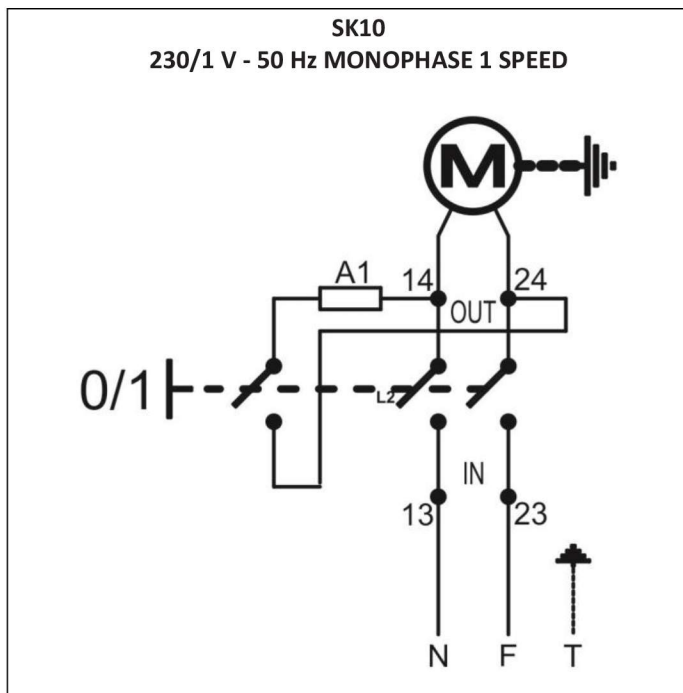 SK10
230/1 V - 50 Hz MONOPHASE 1 SPEED
M
A1
14
24
OUT
0/1
L2
IN
13
23
N F T